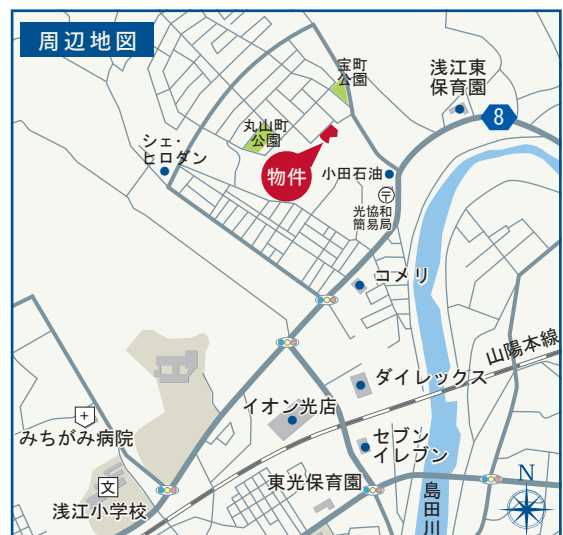 周辺地図
宝町
公園
浅江東
保育園
8
丸山町
公園
シェ・
ヒロダン
物件
小田石油
〒
光協和
簡易局
コメリ
山陽本線
ダイレックス
イオン光店
みちがみ病院
セブン
イレブン
文
東光保育園
浅江小学校
島田川
N